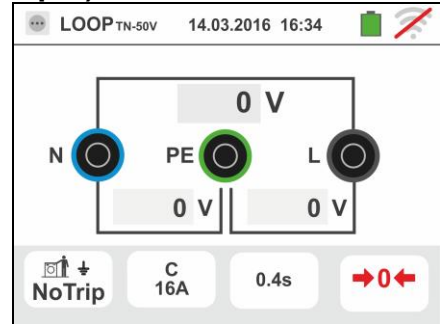 LOOP TN-50V 14.03.2016 16:34
0 V
N PE L
0 V 0 V
NoTrip C 16A 0.4s →0←